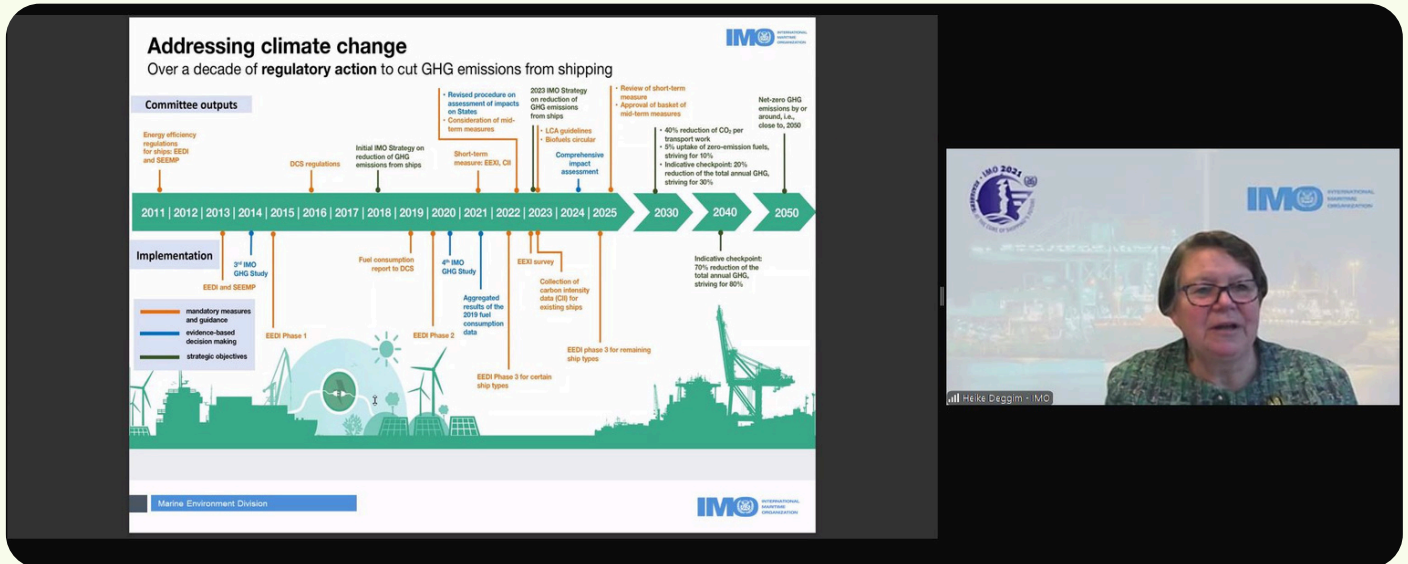 Addressing climate change
Over a decade of regulatory action to cut GHG emissions from shipping
IMO
INTERNATIONAL
MARITIME
ORGANIZATION
Committee outputs
Energy efficiency
regulations
for ships: EEDI
and SEEMP
DCS regulations
Initial IMO Strategy on
reduction of GHG
emissions from ships
• Revised procedure on
assessment of impacts
on States
• Consideration of mid-
term measures
Short-term
measure: EEXI, CII
2023 IMO Strategy
on reduction of
GHG emissions
from ships
• LCA guidelines
• Biofuels circular
Comprehensive
impact
assessment
• Review of short-term
measure
• Approval of basket of
mid-term measures
• 40% reduction of CO₂ per
transport work
• 5% uptake of zero-emission fuels,
striving for 10%
• Indicative checkpoint: 20%
reduction of the total annual GHG,
striving for 30%
Net-zero GHG
emissions by or
around, i.e.,
close to, 2050
2011 | 2012 | 2013 | 2014 | 2015 | 2016 | 2017 | 2018 | 2019 | 2020 | 2021 | 2022 | 2023 | 2024 | 2025
2030
2040
2050
Implementation
EEDI and SEEMP
3rd IMO
GHG Study
EEDI Phase 1
Fuel consumption
report to DCS
EEDI Phase 2
4th IMO
GHG Study
Aggregated
results of the
2019 fuel
consumption
data
EEDI Phase 3 for certain
ship types
EEXI survey
Collection of
carbon intensity
data (CII) for
existing ships
EEDI phase 3 for remaining
ship types
Indicative checkpoint:
70% reduction of the
total annual GHG,
striving for 80%
mandatory measures
and guidance
evidence-based
decision making
strategic objectives
Marine Environment Division
IMO
INTERNATIONAL
MARITIME
ORGANIZATION
IMO 2021
IMO
INTERNATIONAL
MARITIME
ORGANIZATION
Heike Deggim - IMO